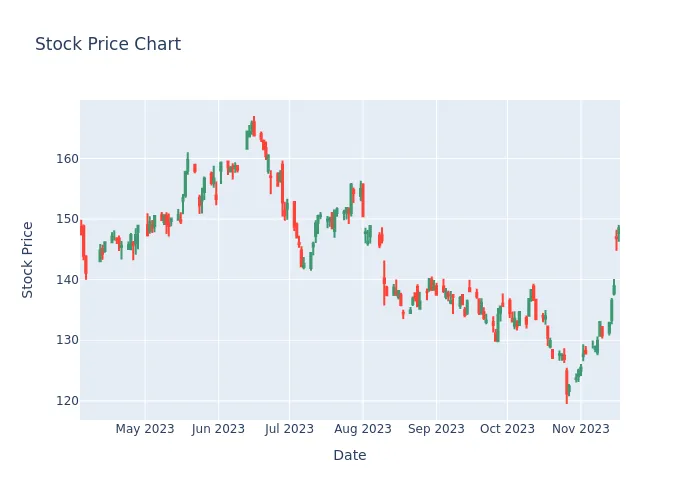 Stock Price Chart
Stock Price
160
150
140
130
120
May 2023
Jun 2023
Jul 2023
Aug 2023
Sep 2023
Oct 2023
Nov 2023
Date